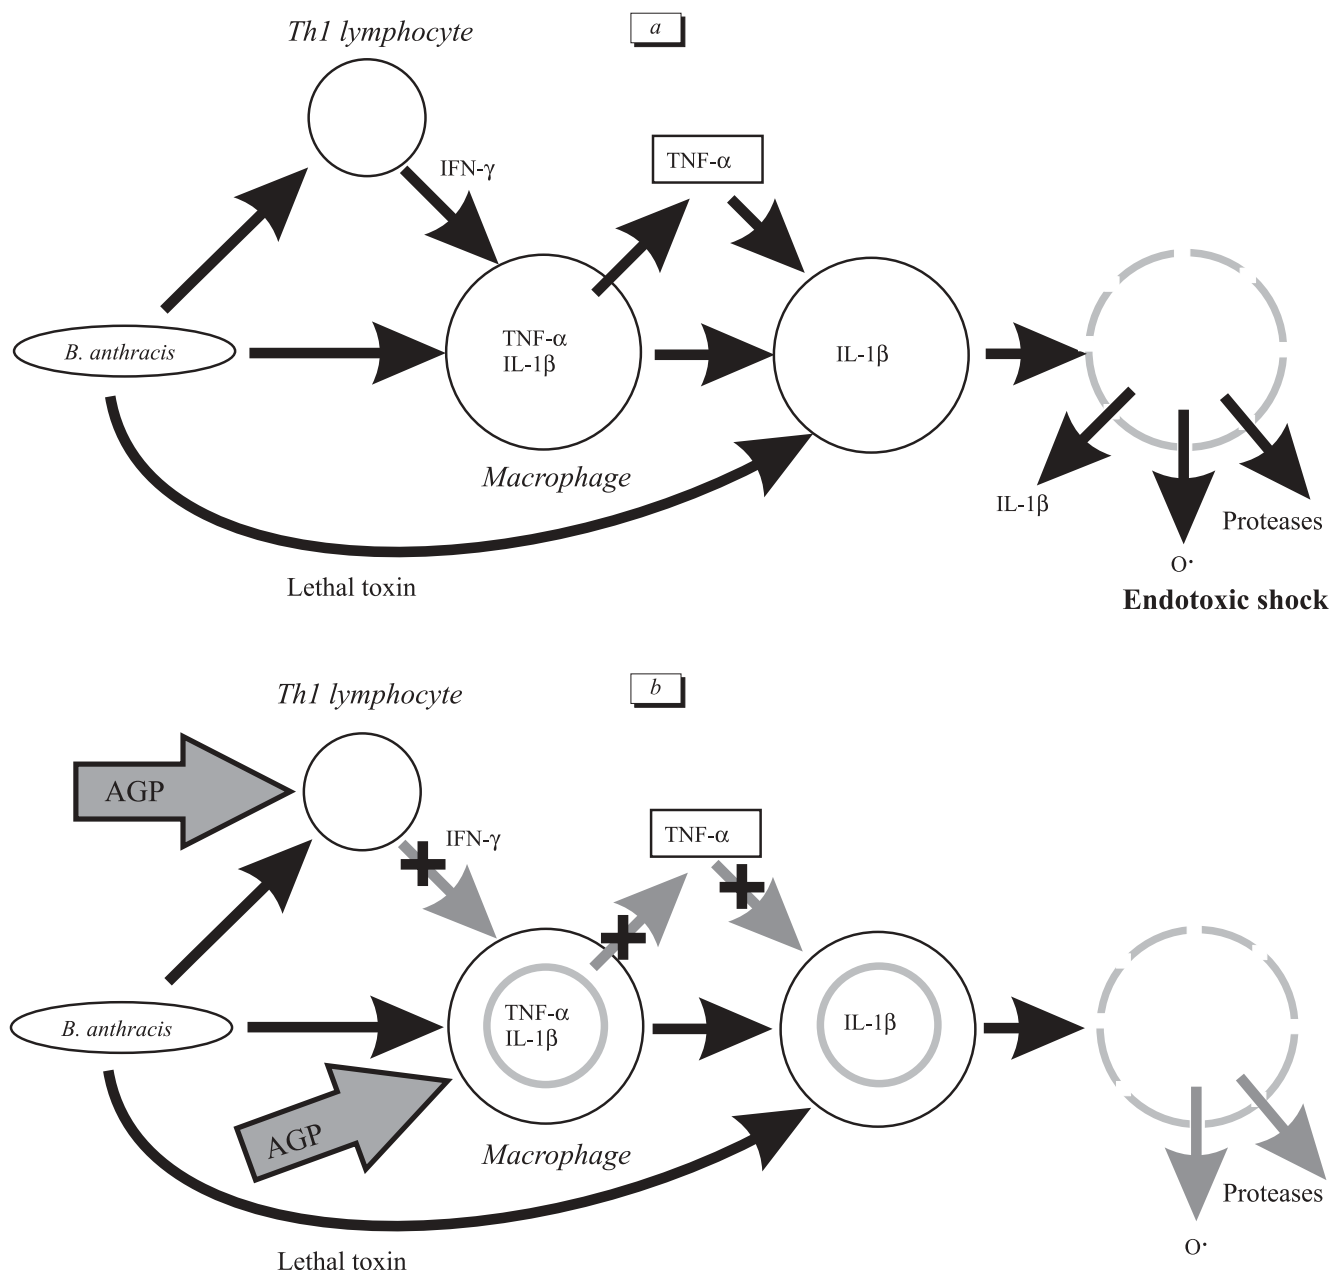 Th1 lymphocyte
a
IFN-γ
TNF-α
B. anthracis
TNF-α
IL-1β
IL-1β
Macrophage
IL-1β
Proteases
O·
Lethal toxin
Endotoxic shock
Th1 lymphocyte
b
AGP
IFN-γ
TNF-α
B. anthracis
TNF-α
IL-1β
IL-1β
AGP
Macrophage
Proteases
O·
Lethal toxin